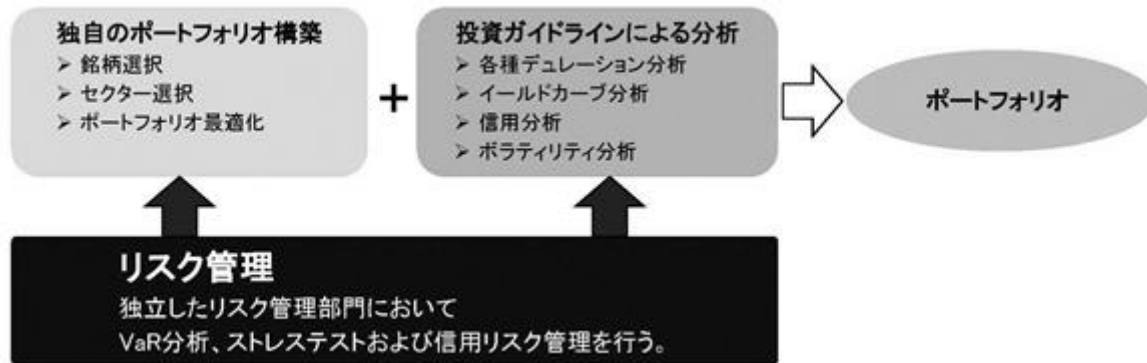 独自のポートフォリオ構築
➢ 銘柄選択
➢ セクター選択
➢ ポートフォリオ最適化
+
投資ガイドラインによる分析
➢ 各種デュレーション分析
➢ イールドカーブ分析
➢ 信用分析
➢ ボラティリティ分析
ポートフォリオ
リスク管理
独立したリスク管理部門において
VaR分析、ストレステストおよび信用リスク管理を行う。